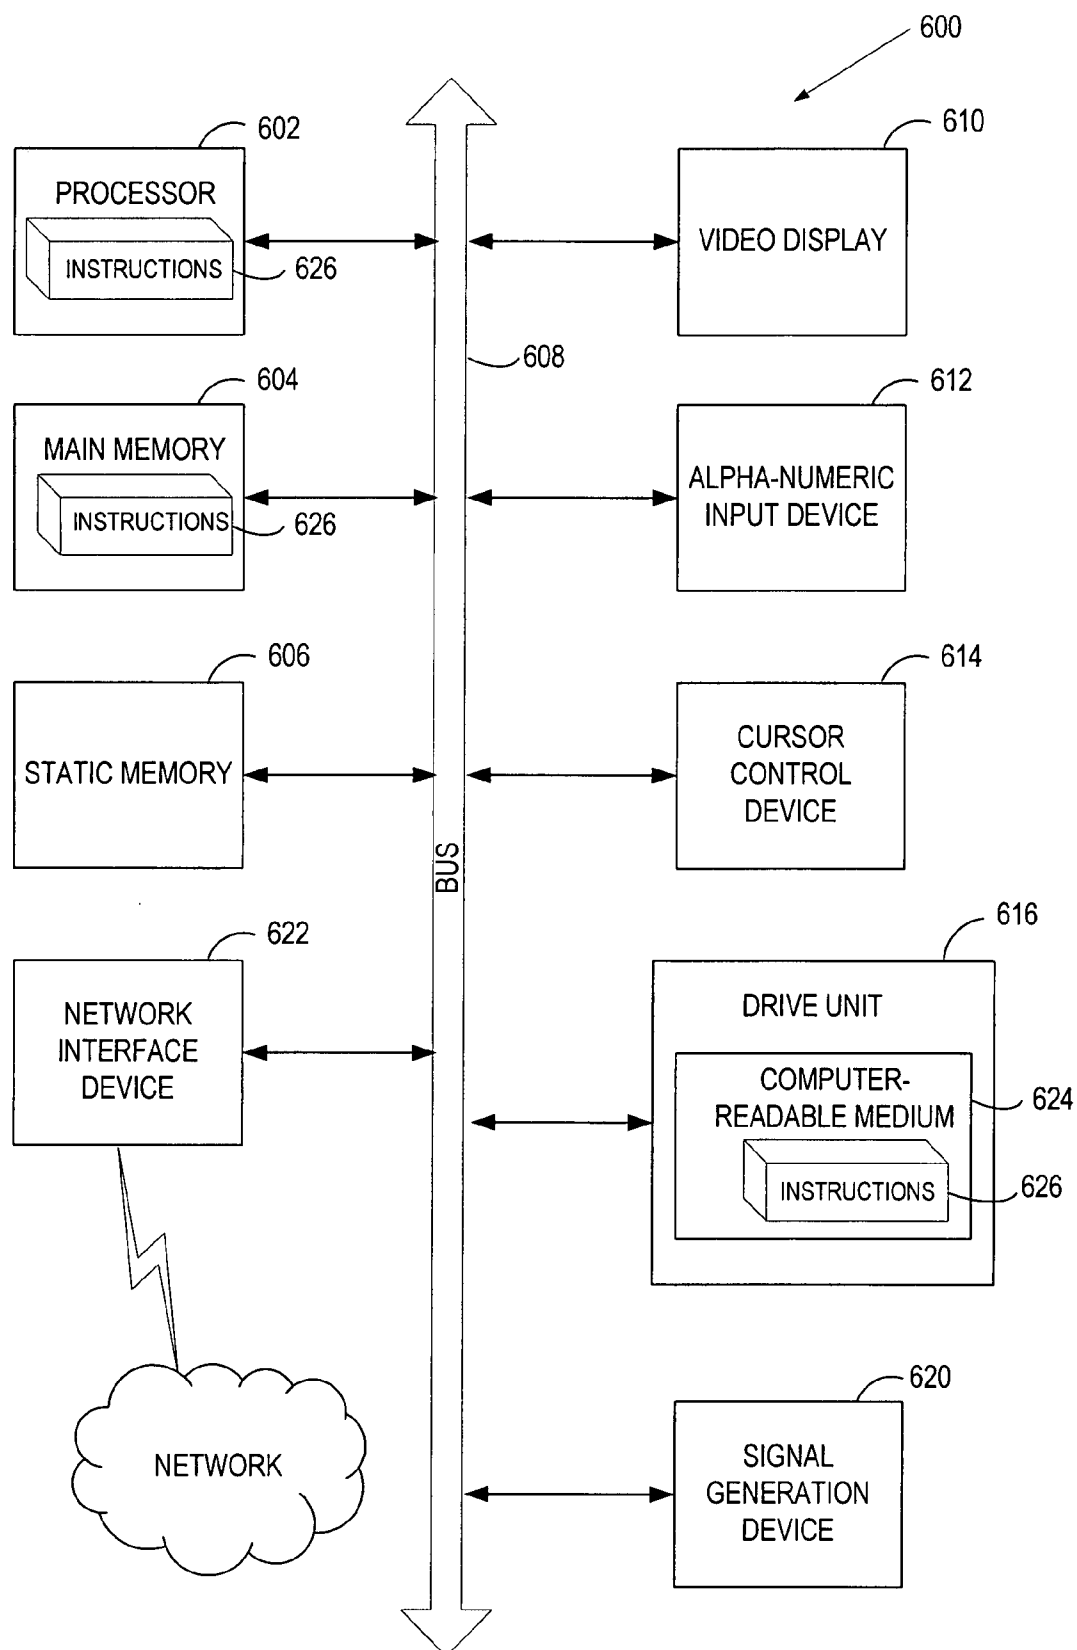 600
602
PROCESSOR
INSTRUCTIONS
626
610
VIDEO DISPLAY
608
604
MAIN MEMORY
INSTRUCTIONS
626
612
ALPHA-NUMERIC
INPUT DEVICE
606
STATIC MEMORY
614
CURSOR
CONTROL
DEVICE
BUS
622
NETWORK
INTERFACE
DEVICE
616
DRIVE UNIT
COMPUTER-
READABLE MEDIUM
624
INSTRUCTIONS
626
NETWORK
620
SIGNAL
GENERATION
DEVICE